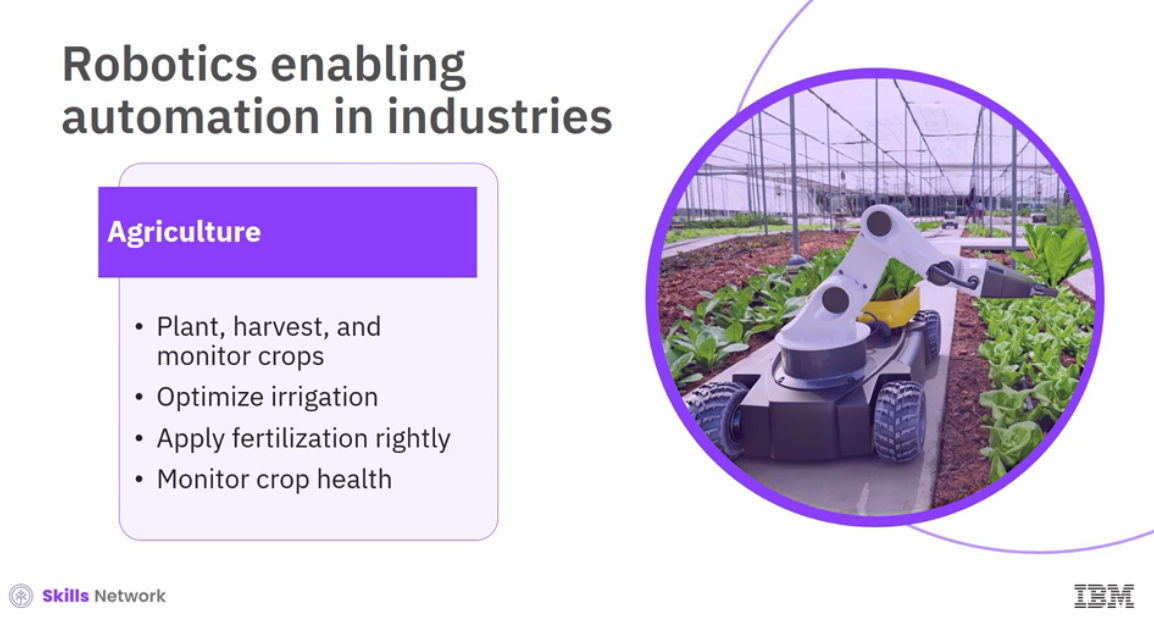 Robotics enabling
automation in industries
Agriculture
• Plant, harvest, and
monitor crops
• Optimize irrigation
• Apply fertilization rightly
• Monitor crop health
Skills Network
IBM